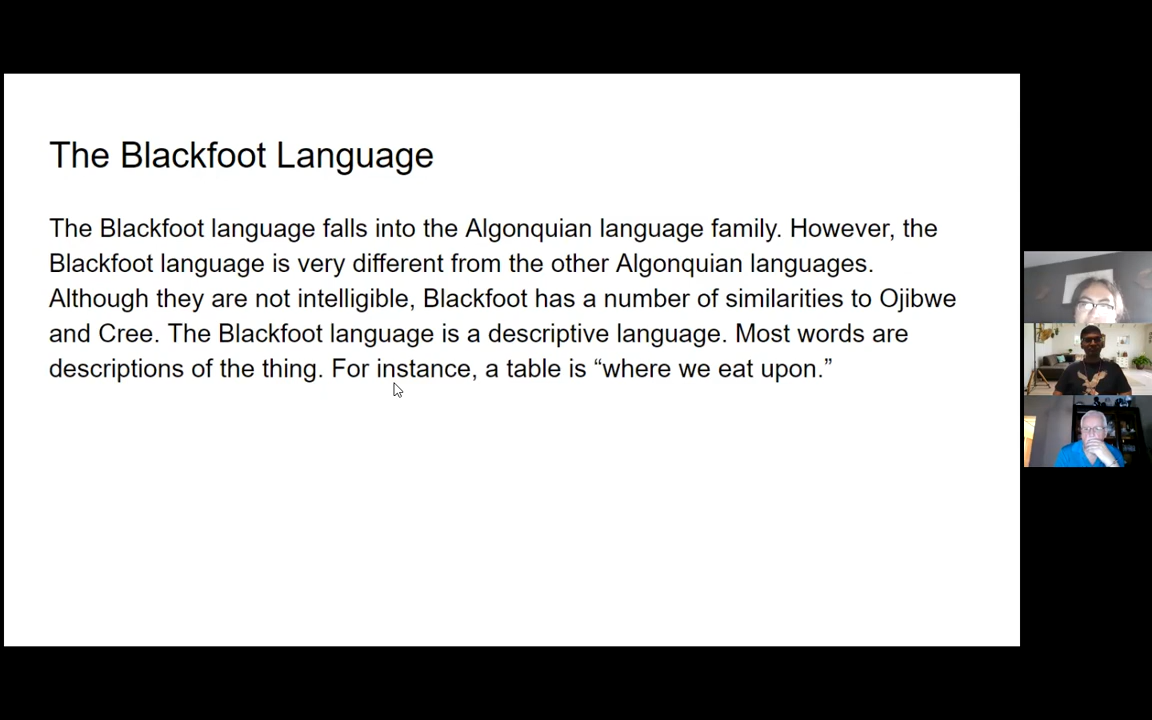 The Blackfoot Language
The Blackfoot language falls into the Algonquian language family. However, the
Blackfoot language is very different from the other Algonquian languages.
Although they are not intelligible, Blackfoot has a number of similarities to Ojibwe
and Cree. The Blackfoot language is a descriptive language. Most words are
descriptions of the thing. For instance, a table is “where we eat upon.”